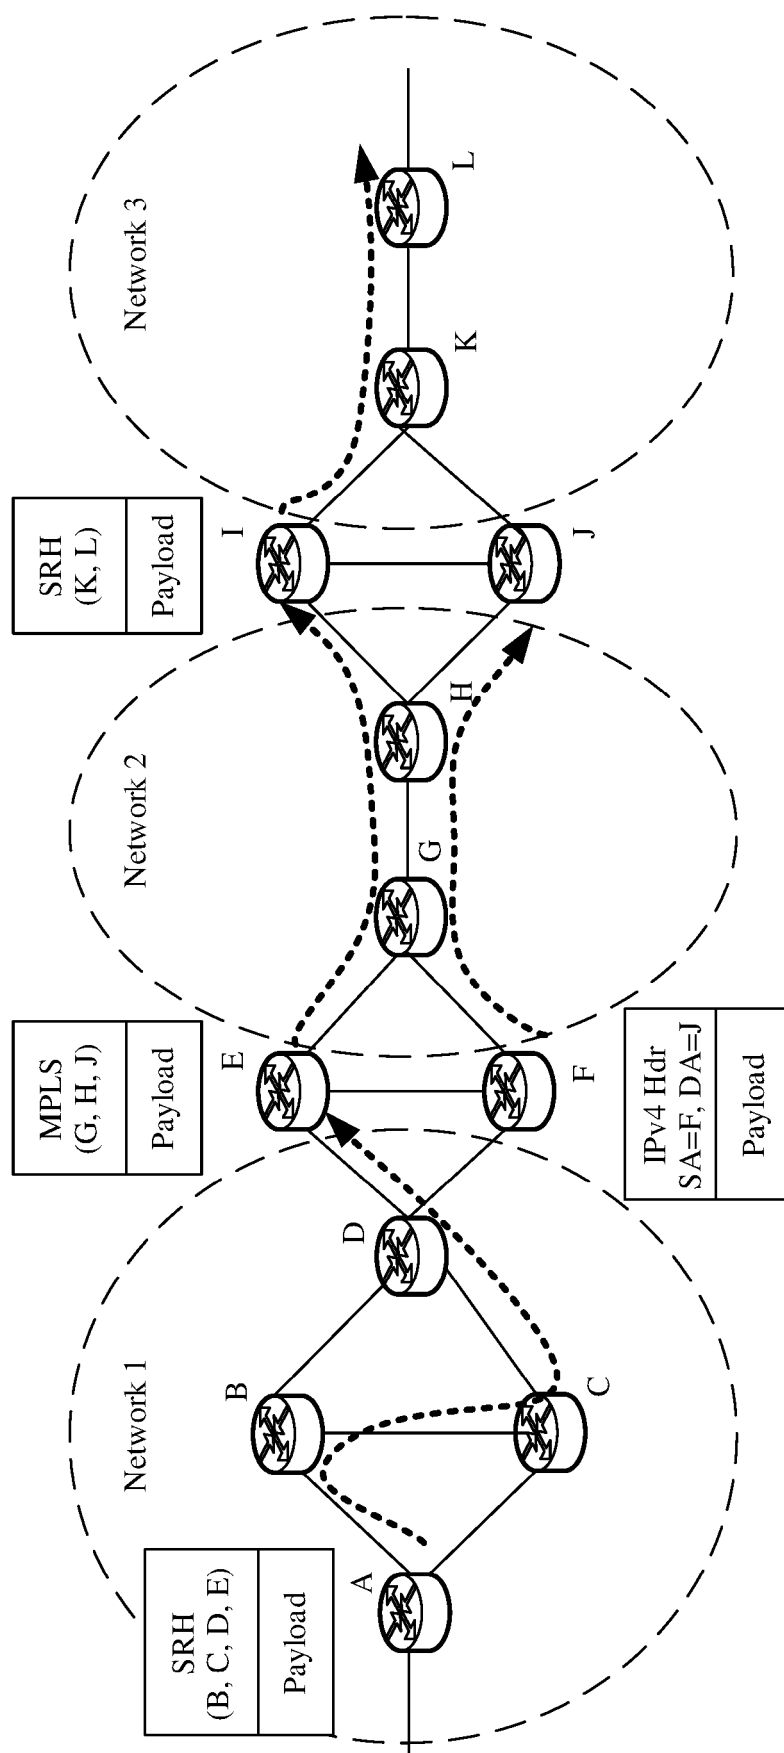 Network 1
Network 2
Network 3
SRH
(B, C, D, E)
Payload
MPLS
(G, H, J)
Payload
SRH
(K, L)
Payload
A
B
C
D
E
F
G
H
I
J
K
L
IPv4 Hdr
SA=F, DA=J
Payload